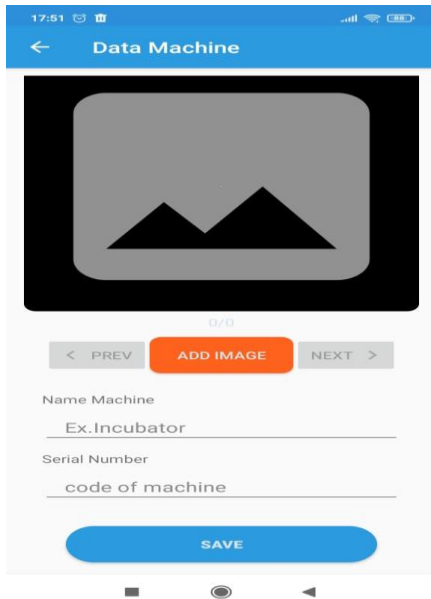 17:51 88
Data Machine
0/0
< PREV ADD IMAGE NEXT >
Name Machine
Ex.Incubator
Serial Number
code of machine
SAVE